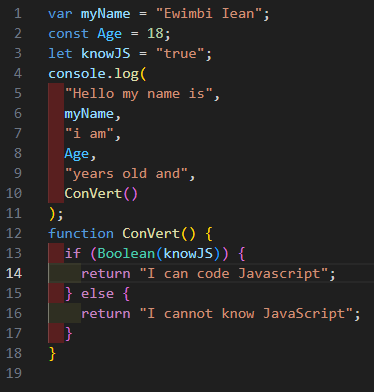 1 var myName = "Ewimbi Iean";
2 const Age = 18;
3 let knowJS = "true";
4 console.log(
5   "Hello my name is",
6   myName,
7   "i am",
8   Age,
9   "years old and",
10   ConVert()
11 );
12 function ConVert() {
13   if (Boolean(knowJS)) {
14     return "I can code Javascript";
15   } else {
16     return "I cannot know JavaScript";
17   }
18 }
19